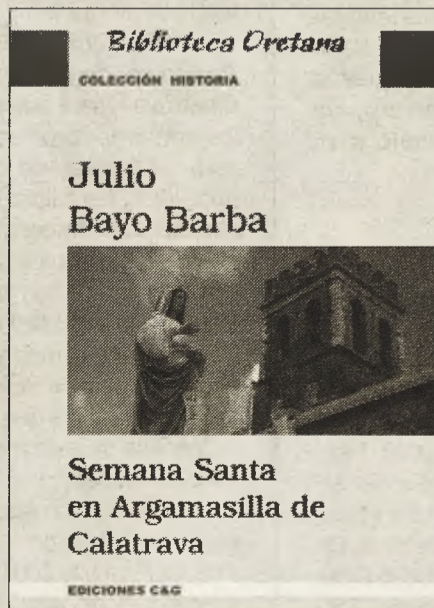 Biblioteca Oretana
COLECCIÓN HISTORIA
Julio
Bayo Barba
Semana Santa
en Argamasilla de
Calatrava
EDICIONES C&G